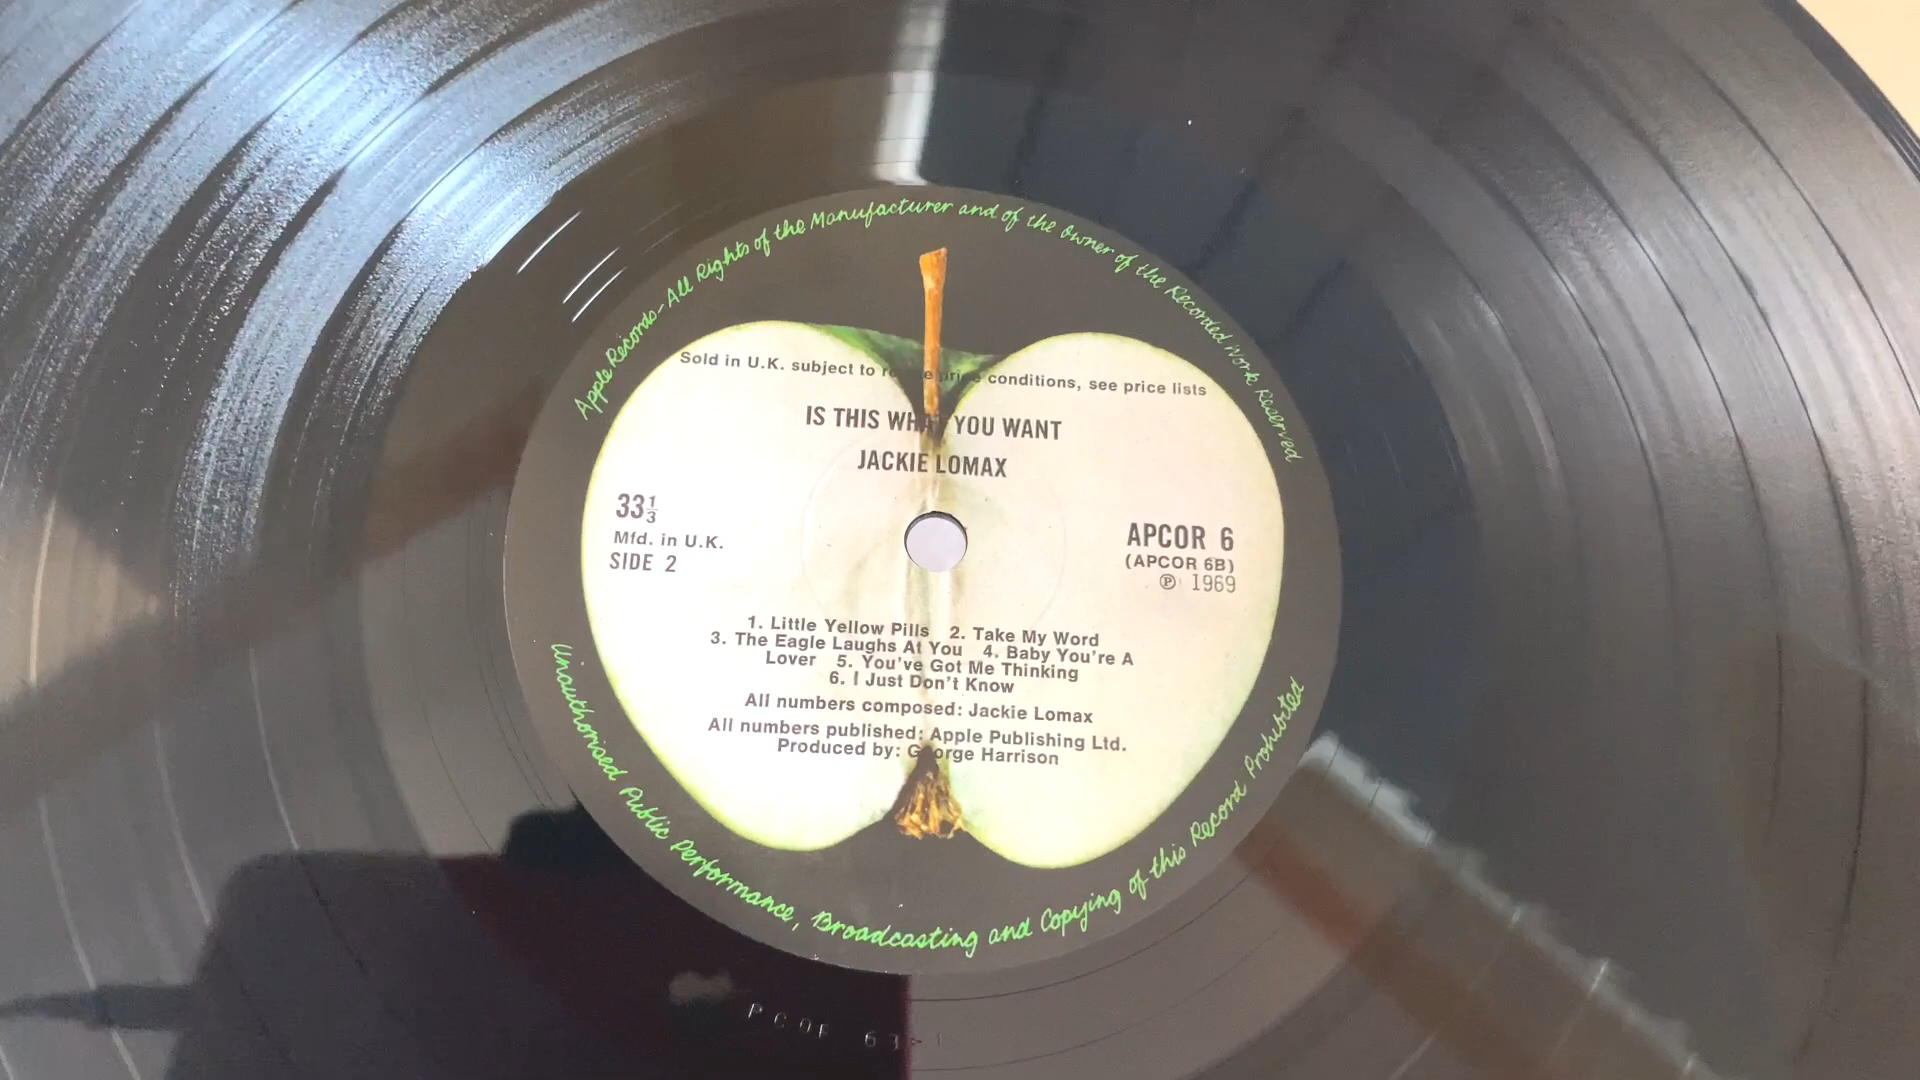 Apple Records-All Rights of the Manufacturer and of the Owner of the Recorded Work Reserved
Sold in U.K. subject to price conditions, see price lists
IS THIS WHAT YOU WANT
JACKIE LOMAX
33⅓
Mfd. in U.K.
SIDE 2
APCOR 6
(APCOR 6B)
℗ 1969
1. Little Yellow Pills 2. Take My Word
3. The Eagle Laughs At You 4. Baby You're A
Lover 5. You've Got Me Thinking
6. I Just Don't Know
All numbers composed: Jackie Lomax
All numbers published: Apple Publishing Ltd.
Produced by: George Harrison
Unauthorised Public Performance, Broadcasting and Copying of this Record Prohibited